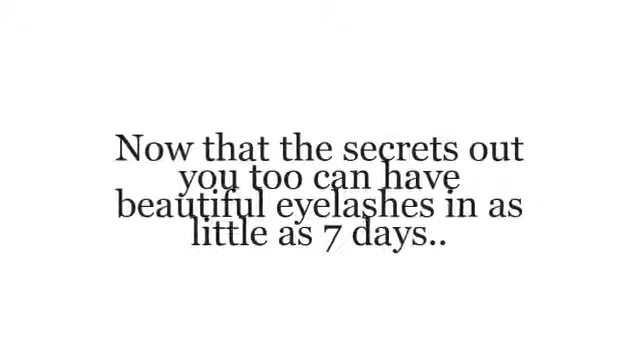 Now that the secrets out
you too can have
beautiful eyelashes in as
little as 7 days..